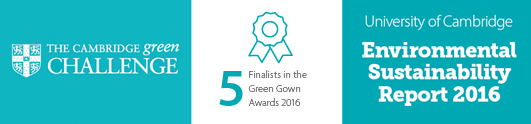 THE CAMBRIDGE green
CHALLENGE
5
Finalists in the
Green Gown
Awards 2016
University of Cambridge
Environmental
Sustainability
Report 2016